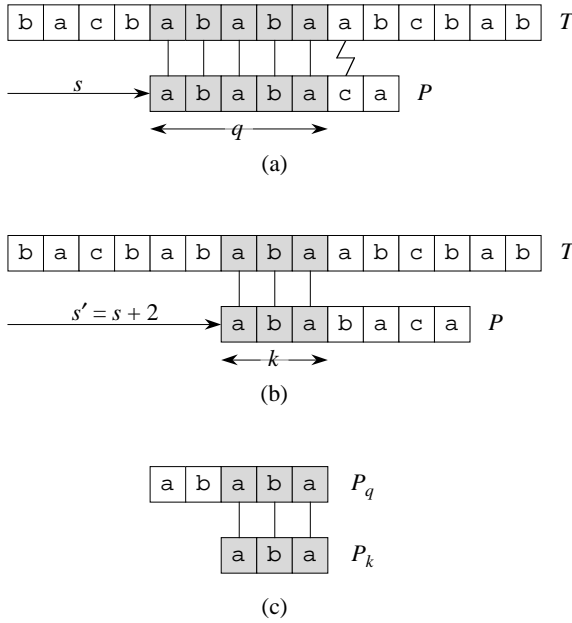 b a c b a b a b a a b c b a b T
s a b a b a c a P
q
(a)
b a c b a b a b a a b c b a b T
s′ = s + 2 a b a b a c a P
k
(b)
a b a b a P_q
a b a P_k
(c)